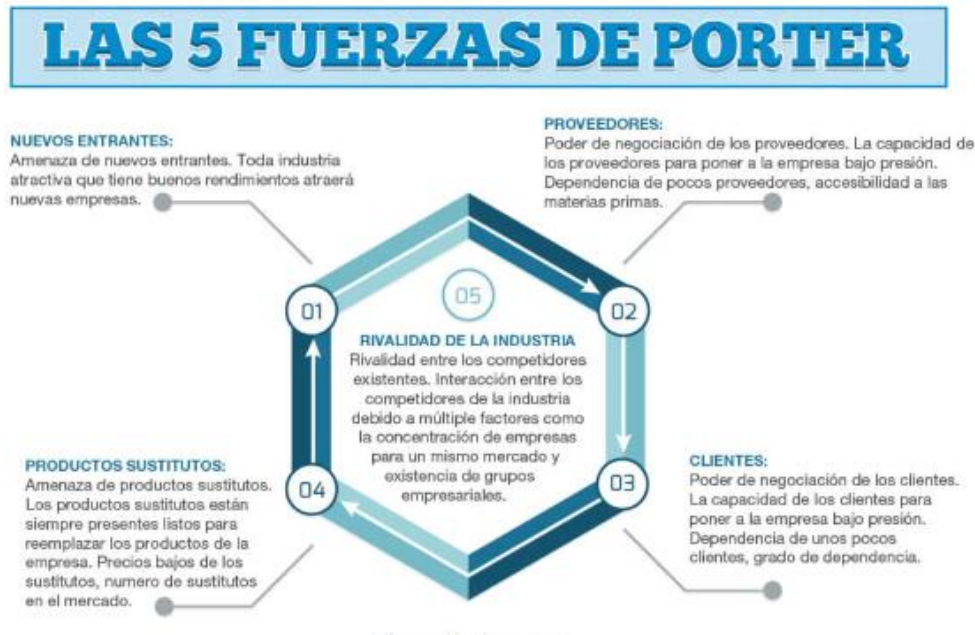 LAS 5 FUERZAS DE PORTER
NUEVOS ENTRANTES:
Amenaza de nuevos entrantes. Toda industria
atractiva que tiene buenos rendimientos atraerá
nuevas empresas.
PROVEEDORES:
Poder de negociación de los proveedores. La capacidad de
los proveedores para poner a la empresa bajo presión.
Dependencia de pocos proveedores, accesibilidad a las
materias primas.
01
02
05
RIVALIDAD DE LA INDUSTRIA
Rivalidad entre los competidores
existentes. Interacción entre los
competidores de la industria
debido a múltiple factores como
la concentración de empresas
para un mismo mercado y
existencia de grupos
empresariales.
04
03
PRODUCTOS SUSTITUTOS:
Amenaza de productos sustitutos.
Los productos sustitutos están
siempre presentes listos para
reemplazar los productos de la
empresa. Precios bajos de los
sustitutos, numero de sustitutos
en el mercado.
CLIENTES:
Poder de negociación de los clientes.
La capacidad de los clientes para
poner a la empresa bajo presión.
Dependencia de unos pocos
clientes, grado de dependencia.